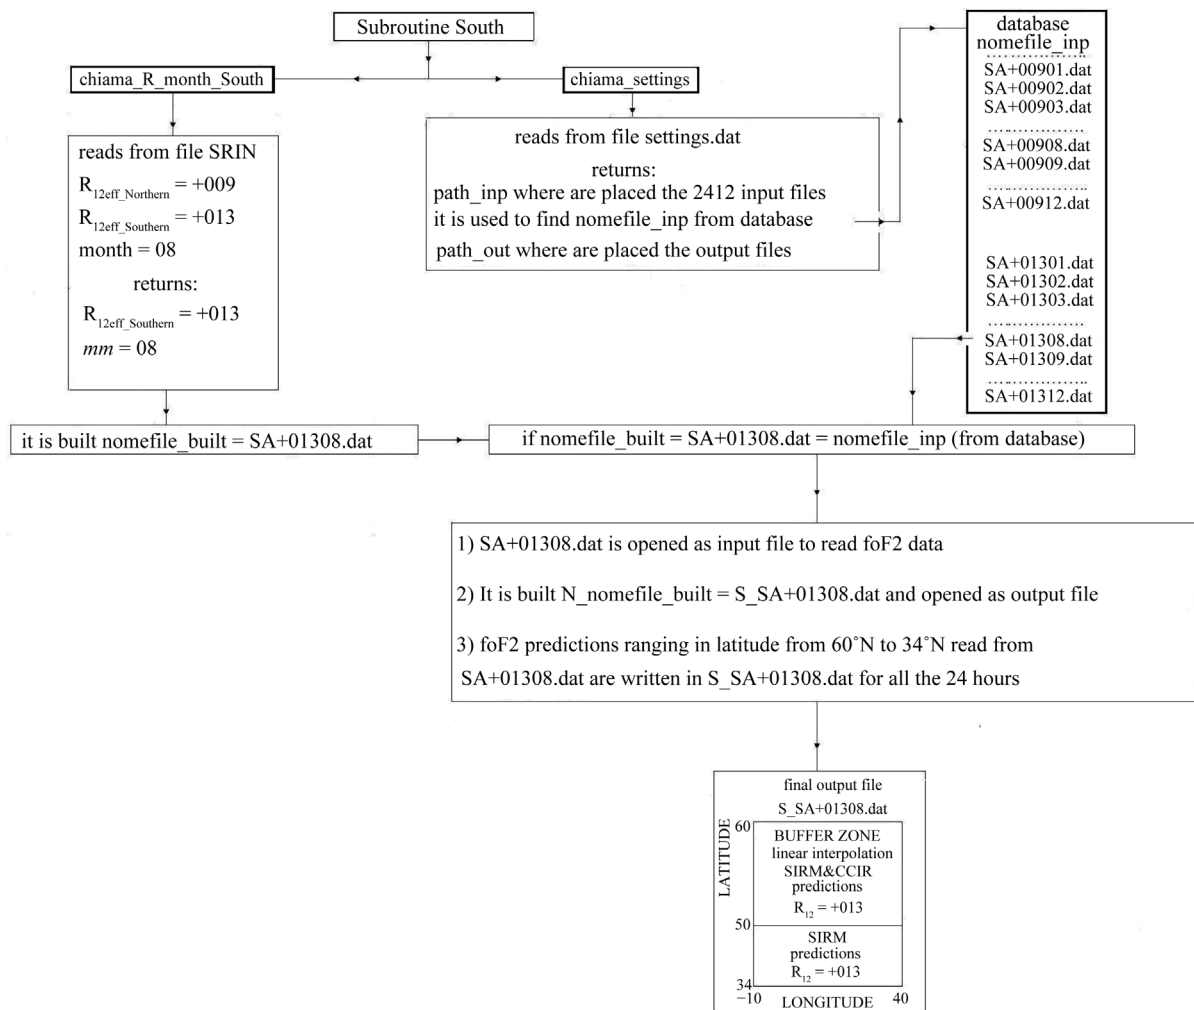 Subroutine South
chiama_R_month_South
chiama_settings
reads from file SRIN
R12eff_Northern = +009
R12eff_Southern = +013
month = 08
returns:
R12eff_Southern = +013
mm = 08
reads from file settings.dat
returns:
path_inp where are placed the 2412 input files
it is used to find nomefile_inp from database
path_out where are placed the output files
database
nomefile_inp
....................
SA+00901.dat
SA+00902.dat
SA+00903.dat
....................
SA+00908.dat
SA+00909.dat
....................
SA+00912.dat
SA+01301.dat
SA+01302.dat
SA+01303.dat
....................
SA+01308.dat
SA+01309.dat
....................
SA+01312.dat
it is built nomefile_built = SA+01308.dat
if nomefile_built = SA+01308.dat = nomefile_inp (from database)
1) SA+01308.dat is opened as input file to read foF2 data
2) It is built N_nomefile_built = S_SA+01308.dat and opened as output file
3) foF2 predictions ranging in latitude from 60˚N to 34˚N read from
SA+01308.dat are written in S_SA+01308.dat for all the 24 hours
final output file
S_SA+01308.dat
LATITUDE
60
50
34
BUFFER ZONE
linear interpolation
SIRM&CCIR
predictions
R12 = +013
SIRM
predictions
R12 = +013
−10 LONGITUDE 40